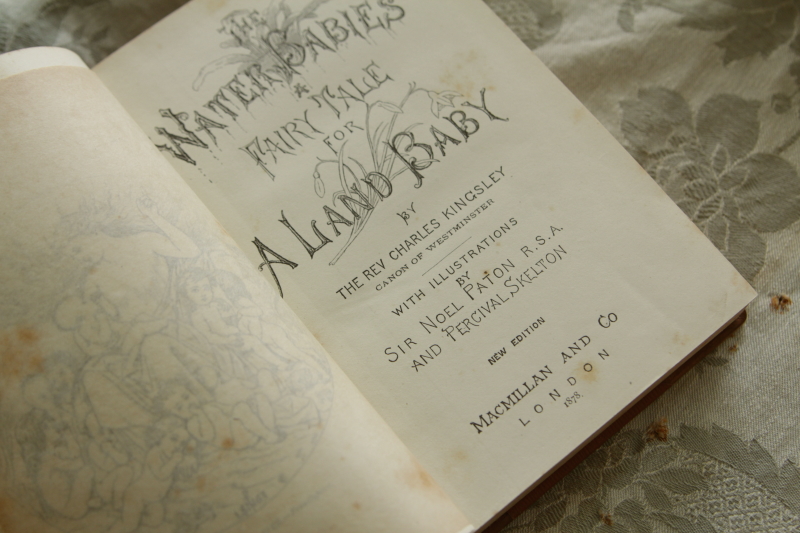 THE
WATER BABIES
A
FAIRY TALE
FOR
A LAND BABY
BY
THE REV CHARLES KINGSLEY
CANON OF WESTMINSTER
WITH ILLUSTRATIONS
BY
SIR NOEL PATON R.S.A.
AND PERCIVAL SKELTON
NEW EDITION
MACMILLAN AND CO
LONDON
1878.